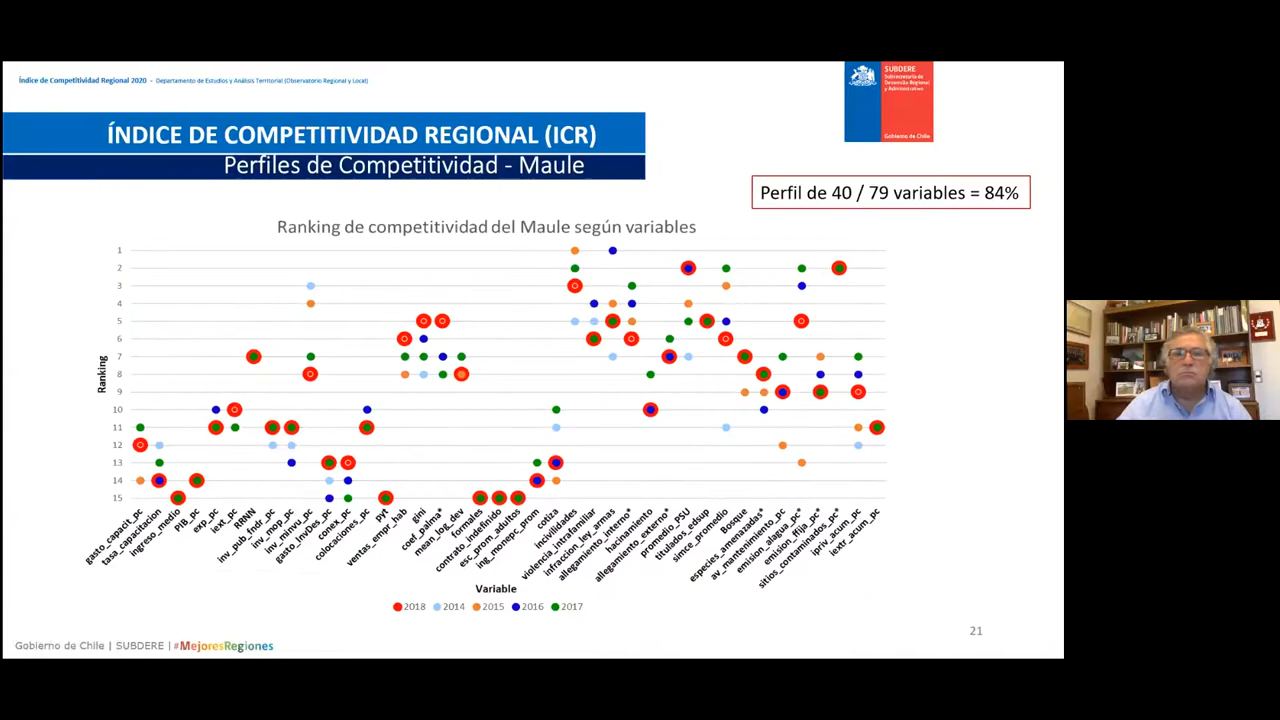 Índice de Competitividad Regional 2020 - Departamento de Estudios y Análisis Territorial (Observatorio Regional y Local)
SUBDERE
Subsecretaría de
Desarrollo Regional
y Administrativo
Gobierno de Chile
ÍNDICE DE COMPETITIVIDAD REGIONAL (ICR)
Perfiles de Competitividad - Maule
Perfil de 40 / 79 variables = 84%
Ranking de competitividad del Maule según variables
Ranking
1
2
3
4
5
6
7
8
9
10
11
12
13
14
15
gasto_capacit_pc
tasa_capacitacion
ingreso_medio
PIB_pc
exp_pc
iext_pc
RRNN
inv_pub_fndr_pc
inv_mop_pc
inv_minvu_pc
gasto_InvDes_pc
conex_pc
colocaciones_pc
pyt
ventas_empr_hab
gini
coef_palma*
mean_log_dev
formales
contrato_indefinido
esc_prom_adultos
ing_monepc_prom
cotiza
incivilidades
violencia_intrafamiliar
infraccion_ley_armas
allegamiento_interno*
hacinamiento
allegamiento_externo*
promedio_PSU
titulados_edsup
simce_promedio
Bosque
especies_amenazadas*
av_mantenimiento_pc
emision_alagua_pc*
emision_ffija_pc*
sitios_contaminados_pc*
ipriv_acum_pc
iextr_acum_pc
Variable
2018 2014 2015 2016 2017
21
Gobierno de Chile | SUBDERE | #MejoresRegiones